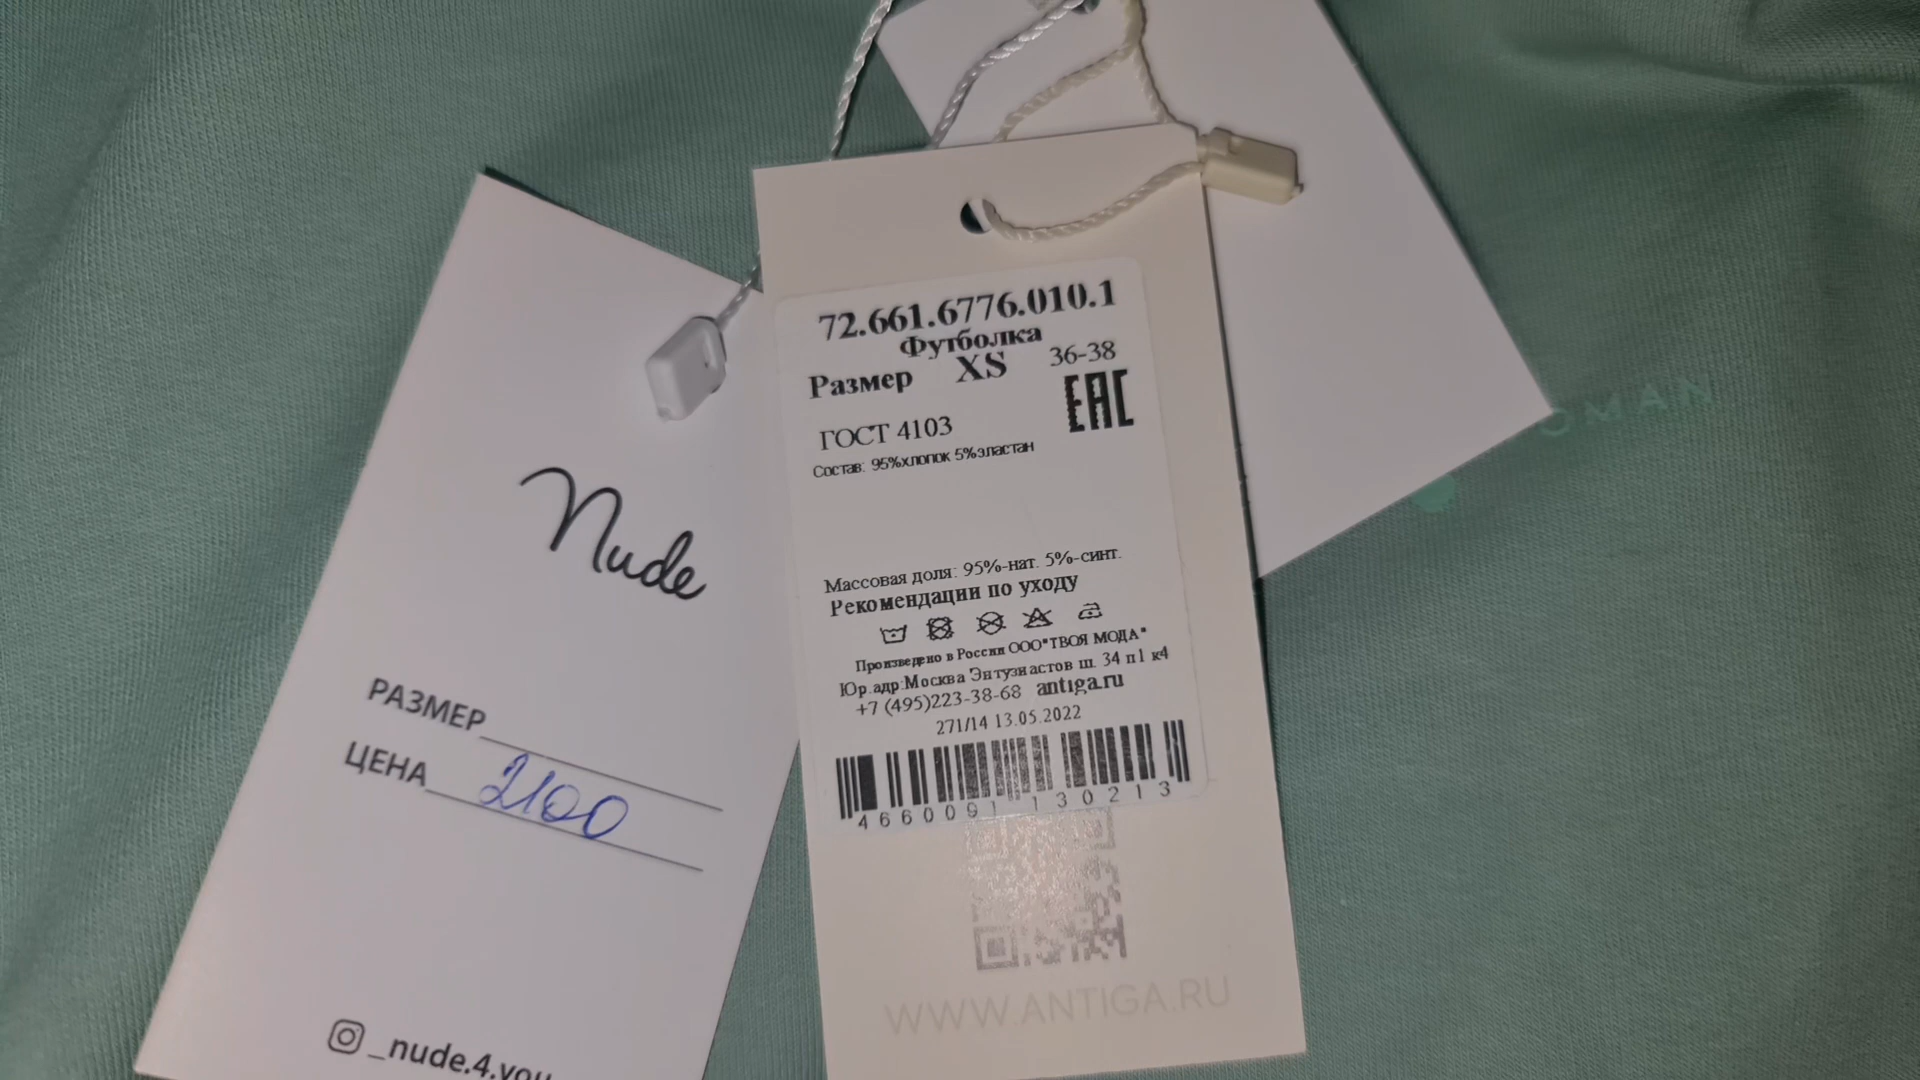 Nude
РАЗМЕР
ЦЕНА 2100
_nude.4.you
72.661.6776.010.1
Футболка
Размер XS 36-38
EAC
ГОСТ 4103
Состав: 95%хлопок 5%эластан
Массовая доля: 95%-нат. 5%-синт.
Рекомендации по уходу
Произведено в России ООО"ТВОЯ МОДА"
Юр.адр:Москва Энтузиастов ш. 34 п1 к4
+7 (495)223-38-68 antiga.ru
271/14 13.05.2022
4660091130213
WWW.ANTIGA.RU
OMAN